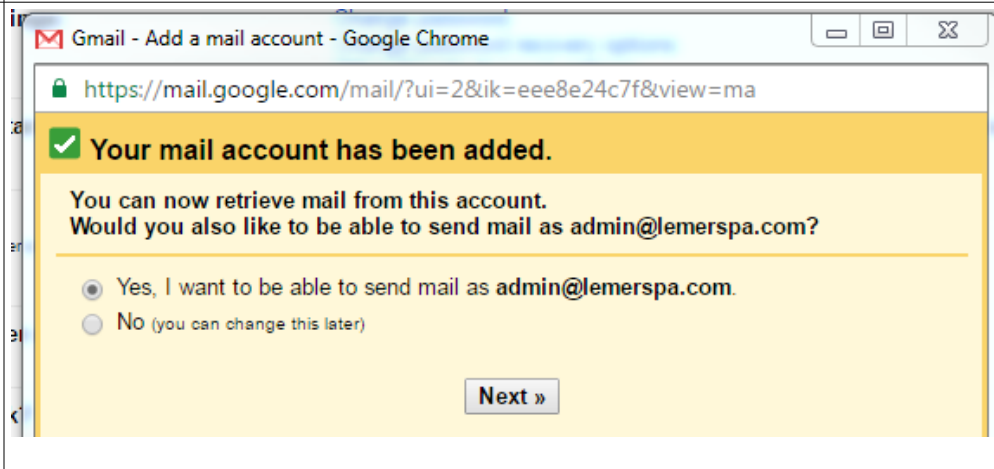 Gmail - Add a mail account - Google Chrome
https://mail.google.com/mail/?ui=2&ik=eee8e24c7f&view=ma
Your mail account has been added.
You can now retrieve mail from this account.
Would you also like to be able to send mail as admin@lemerspa.com?
Yes, I want to be able to send mail as admin@lemerspa.com.
No (you can change this later)
Next »